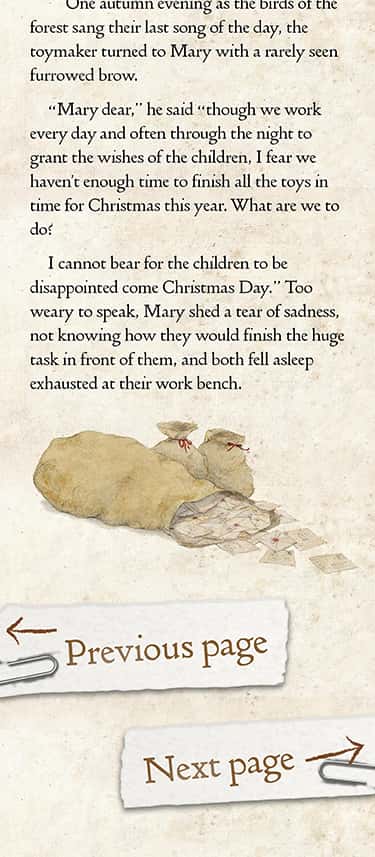 One autumn evening as the birds of the
forest sang their last song of the day, the
toymaker turned to Mary with a rarely seen
furrowed brow.
“Mary dear,” he said “though we work
every day and often through the night to
grant the wishes of the children, I fear we
haven’t enough time to finish all the toys in
time for Christmas this year. What are we to
do?
I cannot bear for the children to be
disappointed come Christmas Day.” Too
weary to speak, Mary shed a tear of sadness,
not knowing how they would finish the huge
task in front of them, and both fell asleep
exhausted at their work bench.
Previous page
Next page